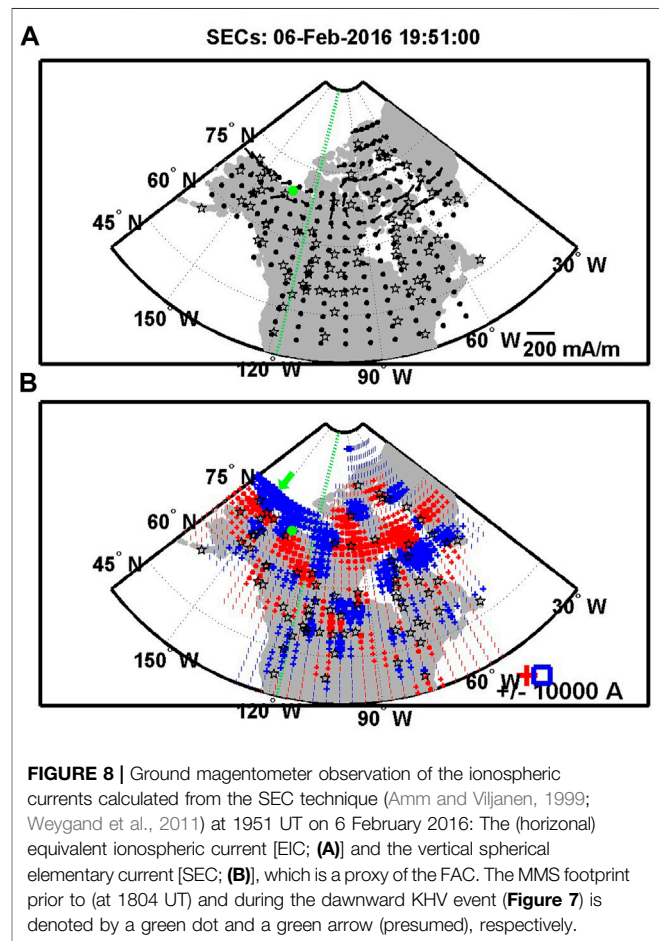 A
SECs: 06-Feb-2016 19:51:00
75° N
60° N
45° N
30° W
150° W
60° W
200 mA/m
120° W
90° W
B
75° N
60° N
45° N
30° W
150° W
60° W
+/- 10000 A
120° W
90° W
FIGURE 8 | Ground magentometer observation of the ionospheric
currents calculated from the SEC technique (Amm and Viljanen, 1999;
Weygand et al., 2011) at 1951 UT on 6 February 2016: The (horizonal)
equivalent ionospheric current [EIC; (A)] and the vertical spherical
elementary current [SEC; (B)], which is a proxy of the FAC. The MMS footprint
prior to (at 1804 UT) and during the dawnward KHV event (Figure 7) is
denoted by a green dot and a green arrow (presumed), respectively.